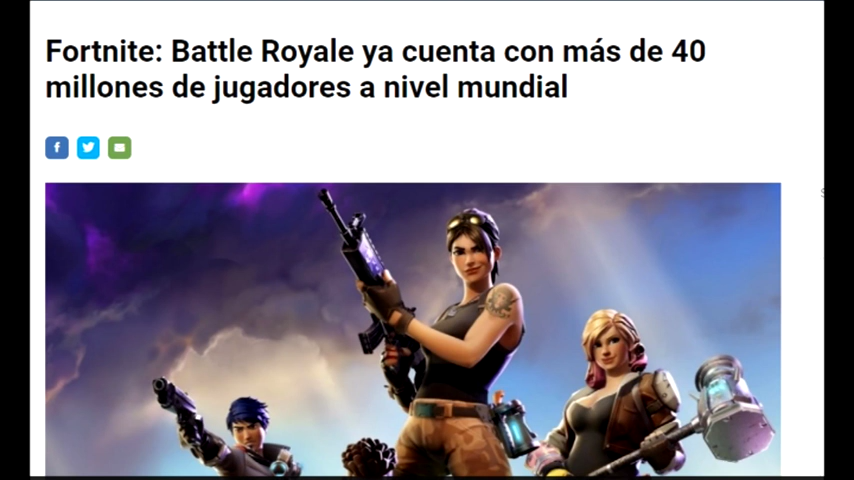 Fortnite: Battle Royale ya cuenta con más de 40
millones de jugadores a nivel mundial
f